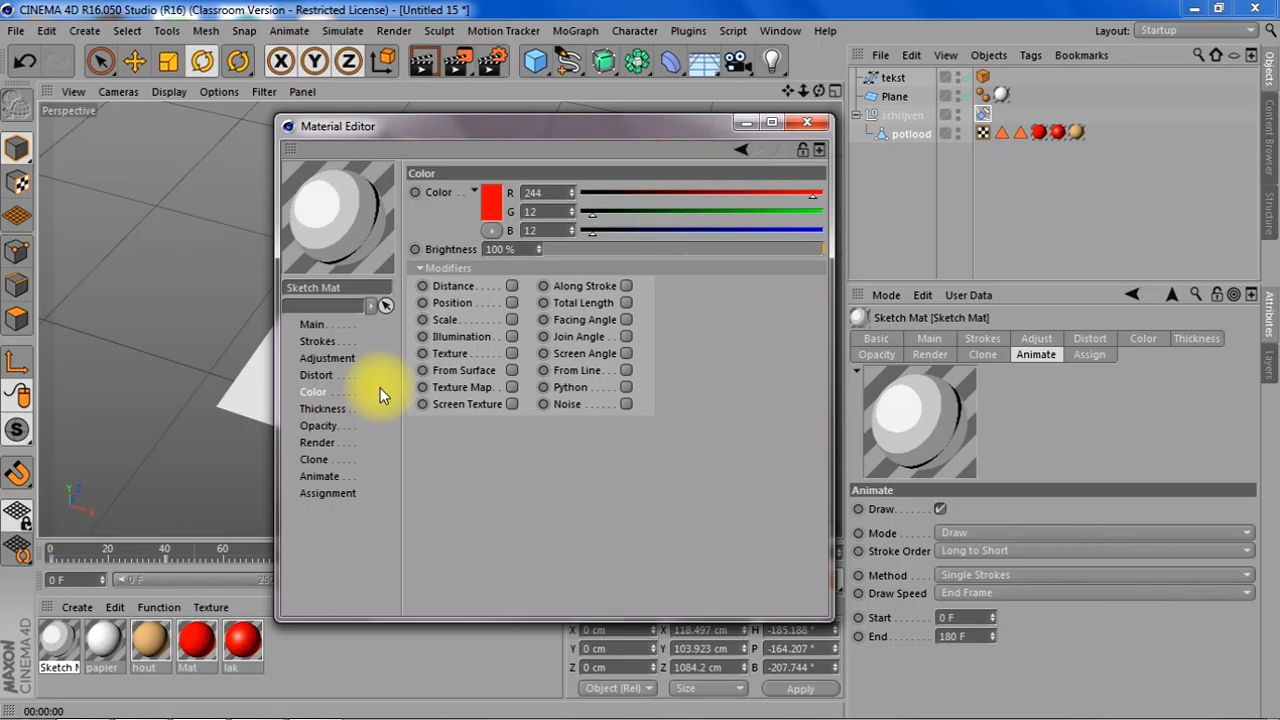 CINEMA 4D R16.050 Studio (R16) (Classroom Version - Restricted License) - [Untitled 15 *]
File Edit Create Select Tools Mesh Snap Animate Simulate Render Sculpt Motion Tracker MoGraph Character Plugins Script Window Help
Layout: Startup
X Y Z
File Edit View Objects Tags Bookmarks
View Cameras Display Options Filter Panel
Perspective
tekst
Plane
schrijven
potlood
Objects
Content Browser
Structure
Attributes
Layers
Material Editor
Color
Color . .
R 244
G 12
B 12
Brightness 100 %
Modifiers
Distance . . . . . Along Stroke
Position . . . . . Total Length
Scale. . . . . . . Facing Angle
Illumination. . . . Join Angle . .
Texture . . . . . . Screen Angle
From Surface From Line. . .
Texture Map. . Python . . . .
Screen Texture Noise . . . . .
Sketch Mat
Main . . . . .
Strokes . . . .
Adjustment
Distort . . . .
Color . . . . .
Thickness . .
Opacity. . . .
Render . . . .
Clone . . . . .
Animate . . .
Assignment
Mode Edit User Data
Sketch Mat [Sketch Mat]
Basic Main Strokes Adjust Distort Color Thickness
Opacity Render Clone Animate Assign
Animate
Draw. . . . . . .
Mode . . . . . . Draw
Stroke Order . Long to Short
Method . . . . . Single Strokes
Draw Speed . . End Frame
Start 0 F
End 180 F
Y Z
X
0 20 40 60
0 F 0 F
Create Edit Function Texture
Sketch M papier hout Mat lak
X 0 cm X 118.497 cm H -185.188 °
Y 0 cm Y 103.923 cm P -164.207 °
Z 0 cm Z 1084.2 cm B -207.744 °
Object (Rel) Size Apply
MAXON
CINEMA 4D
00:00:00